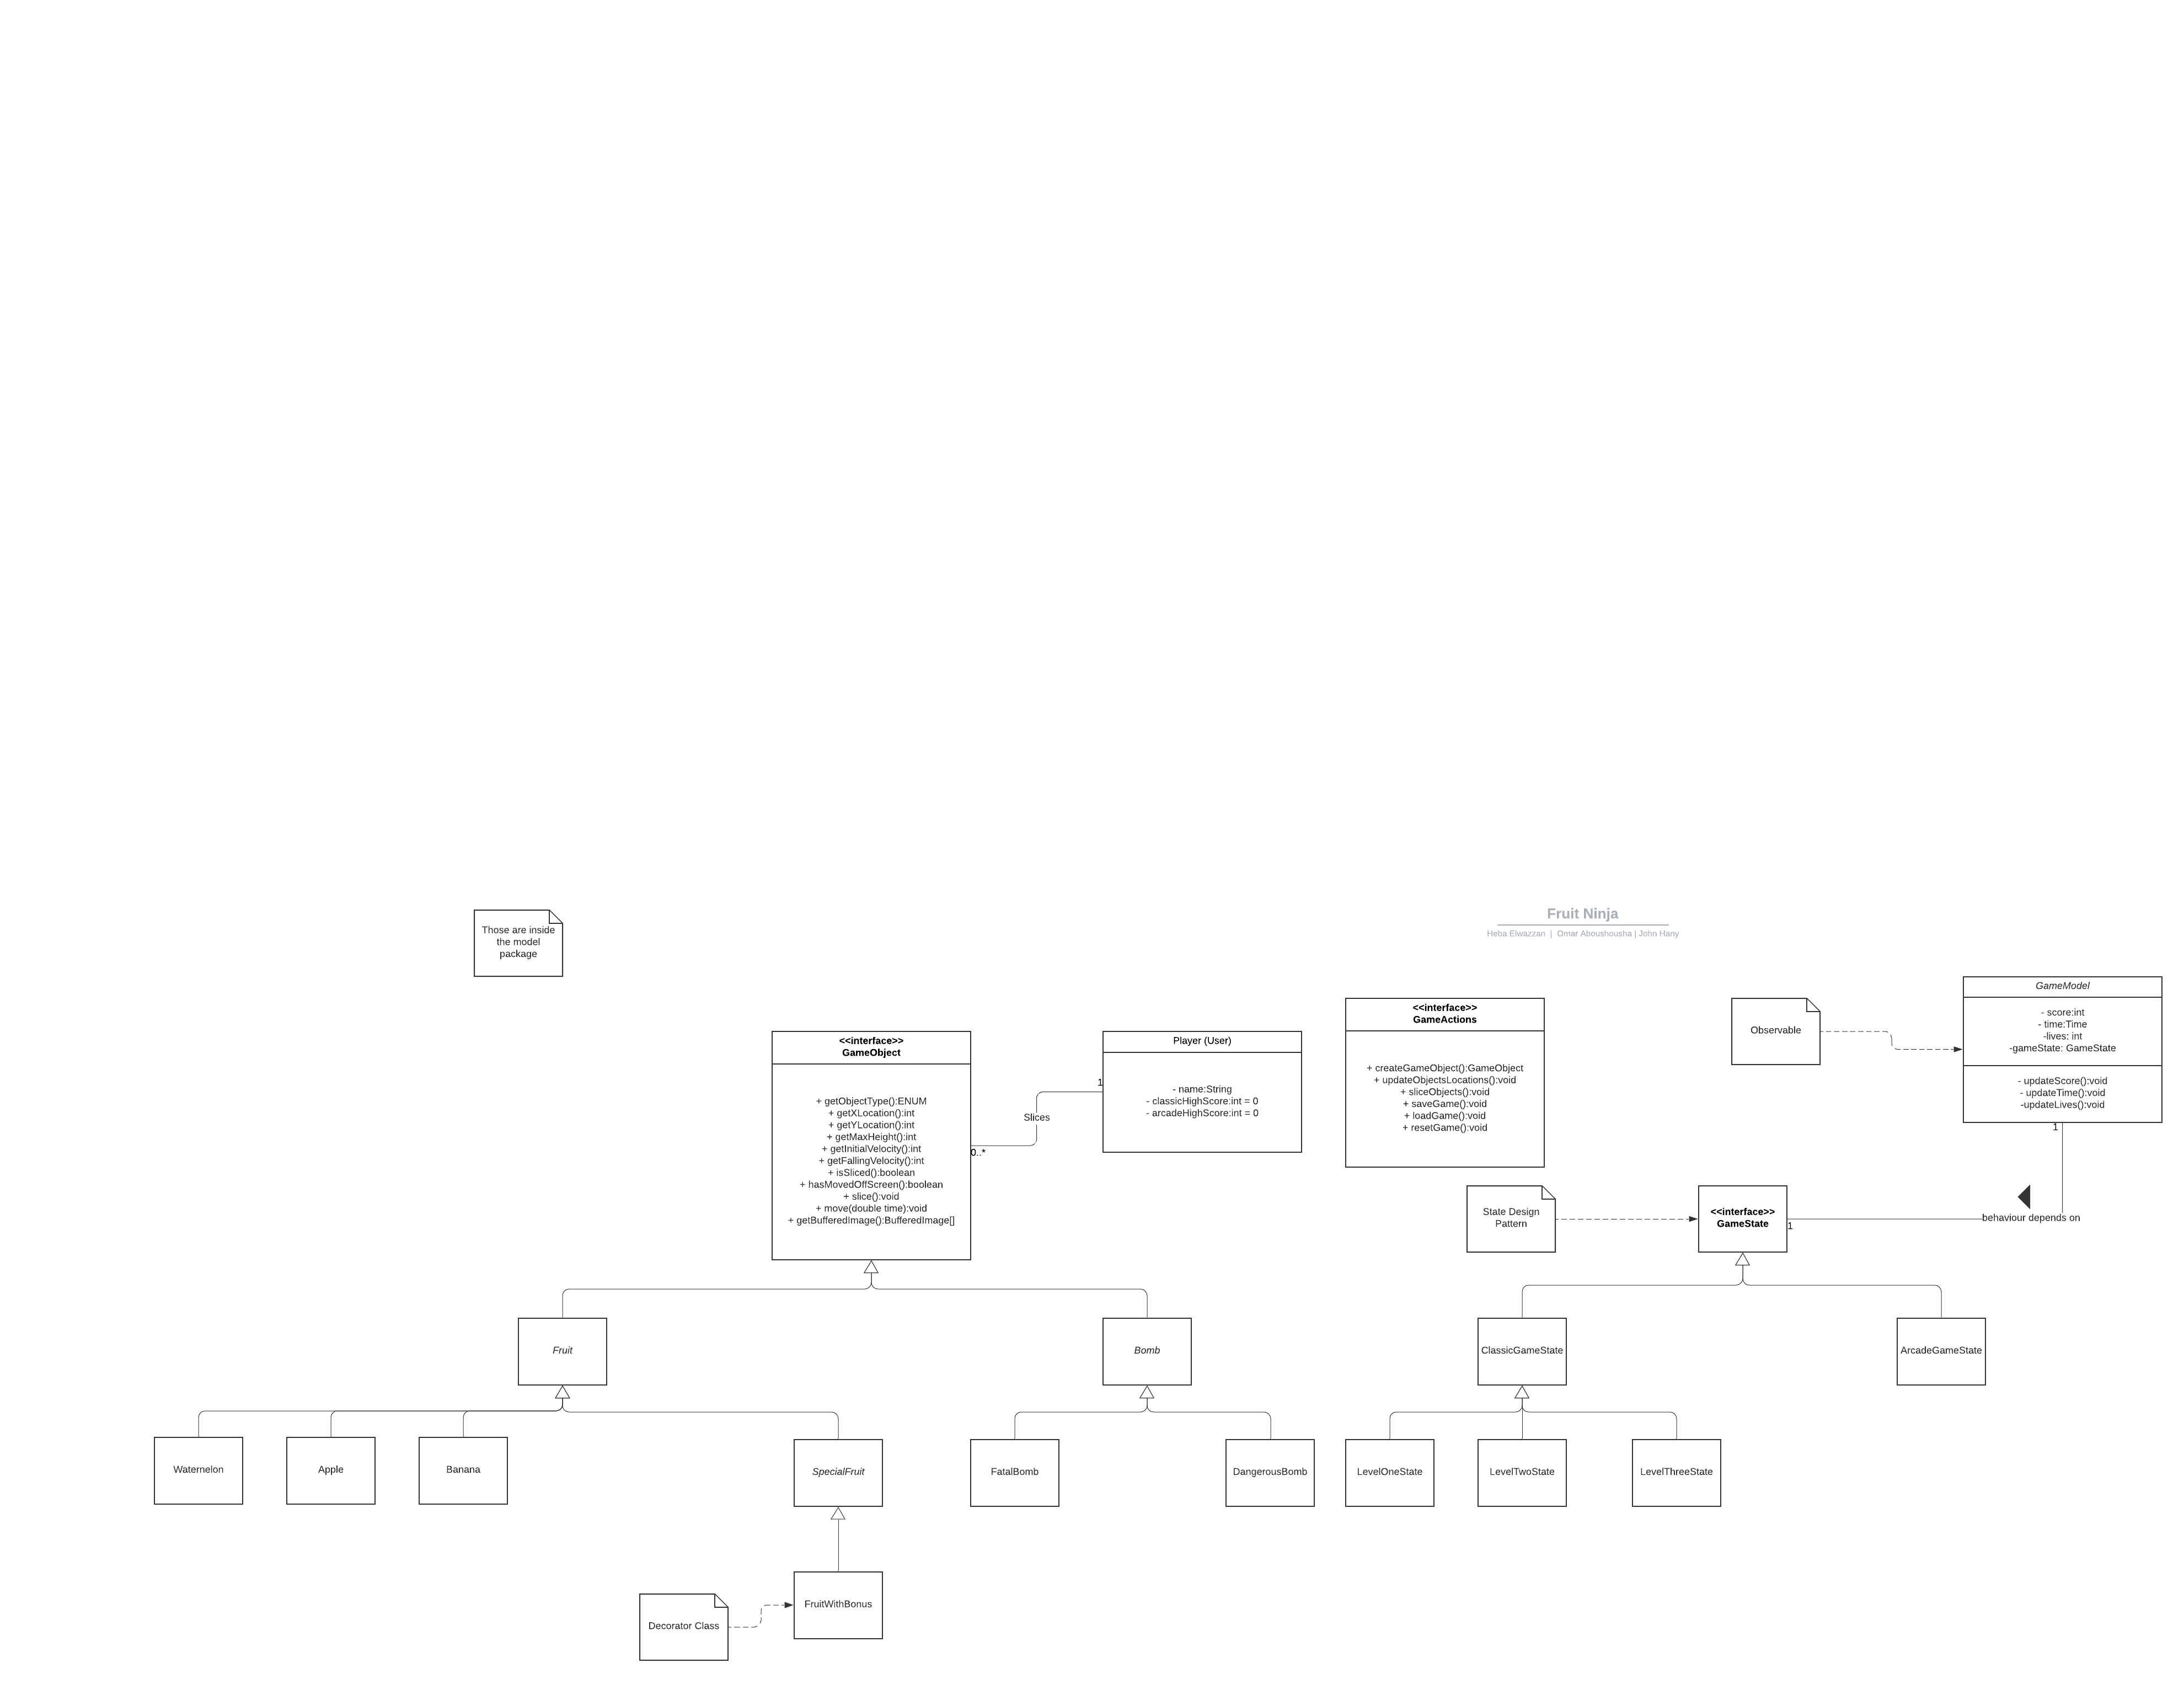 Fruit Ninja
Heba Elwazzan | Omar Aboushousha | John Hany
Those are inside
the model
package
<<interface>>
GameObject
+ getObjectType():ENUM
+ getXLocation():int
+ getYLocation():int
+ getMaxHeight():int
+ getInitialVelocity():int
+ getFallingVelocity():int
+ isSliced():boolean
+ hasMovedOffScreen():boolean
+ slice():void
+ move(double time):void
+ getBufferedImage():BufferedImage[]
0..*
Slices
1
Player (User)
- name:String
- classicHighScore:int = 0
- arcadeHighScore:int = 0
<<interface>>
GameActions
+ createGameObject():GameObject
+ updateObjectsLocations():void
+ sliceObjects():void
+ saveGame():void
+ loadGame():void
+ resetGame():void
Observable
GameModel
- score:int
- time:Time
-lives: int
-gameState: GameState
- updateScore():void
- updateTime():void
-updateLives():void
1
behaviour depends on
1
State Design
Pattern
<<interface>>
GameState
Fruit
Bomb
ClassicGameState
ArcadeGameState
Waternelon
Apple
Banana
SpecialFruit
FatalBomb
DangerousBomb
LevelOneState
LevelTwoState
LevelThreeState
Decorator Class
FruitWithBonus